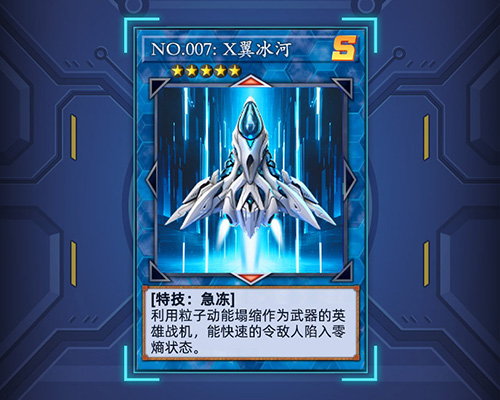 NO.007: X翼冰河
S
[特技：急冻]
利用粒子动能塌缩作为武器的英
雄战机，能快速的令敌人陷入零
熵状态。